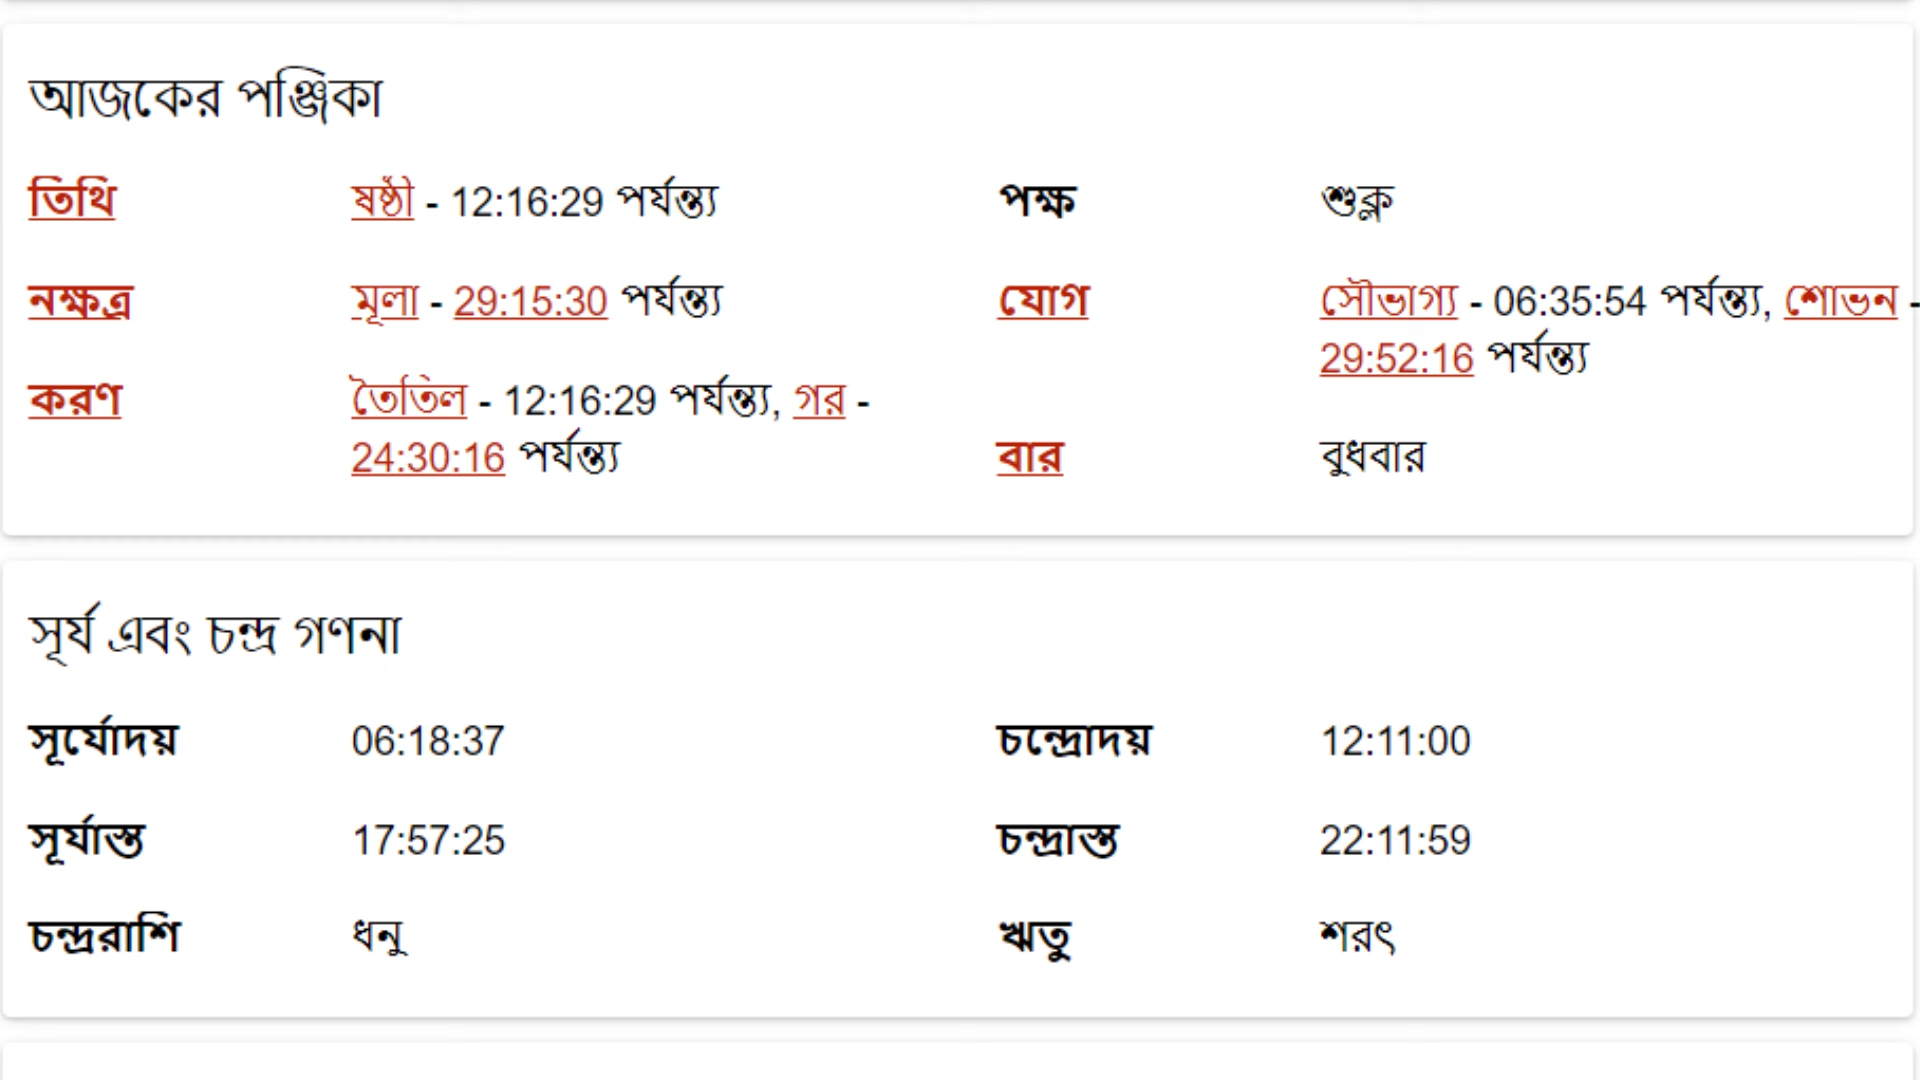 আজকের পঞ্জিকা
তিথি ষষ্ঠী - 12:16:29 পর্যন্ত্য পক্ষ শুক্ল
নক্ষত্র মূলা - 29:15:30 পর্যন্ত্য যোগ সৌভাগ্য - 06:35:54 পর্যন্ত্য, শোভন -
29:52:16 পর্যন্ত্য
করণ তৈতিল - 12:16:29 পর্যন্ত্য, গর -
24:30:16 পর্যন্ত্য বার বুধবার
সূর্য এবং চন্দ্র গণনা
সূর্যোদয় 06:18:37 চন্দ্রোদয় 12:11:00
সূর্যাস্ত 17:57:25 চন্দ্রাস্ত 22:11:59
চন্দ্ররাশি ধনু ঋতু শরৎ